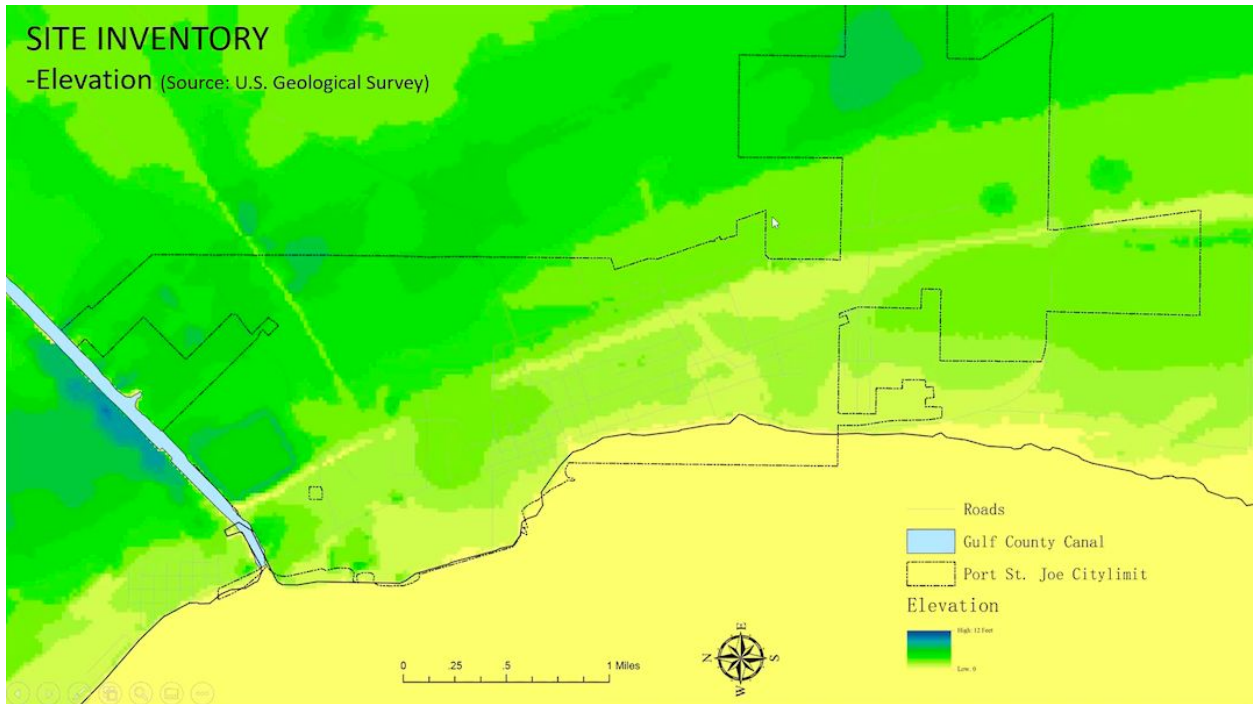 SITE INVENTORY
-Elevation (Source: U.S. Geological Survey)
Roads
Gulf County Canal
Port St. Joe Citylimit
Elevation
High: 12 Feet
Low: 0
0 .25 .5 1 Miles
E
N S
W